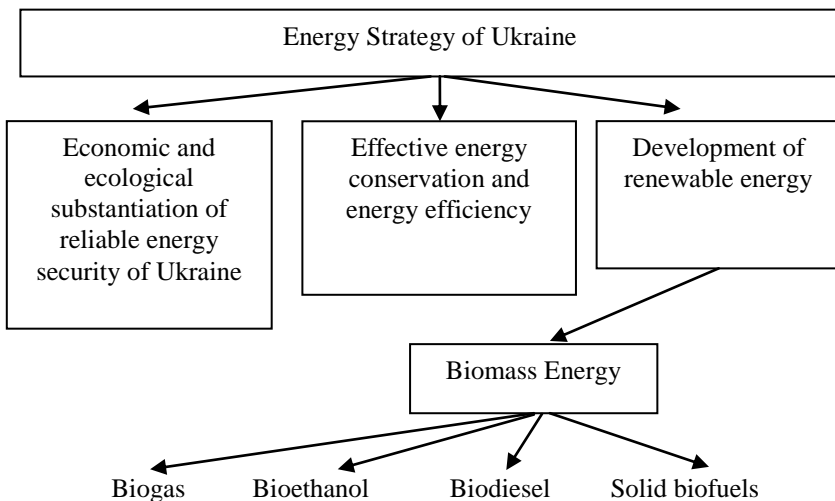 Energy Strategy of Ukraine
Economic and
ecological
substantiation of
reliable energy
security of Ukraine
Effective energy
conservation and
energy efficiency
Development of
renewable energy
Biomass Energy
Biogas
Bioethanol
Biodiesel
Solid biofuels